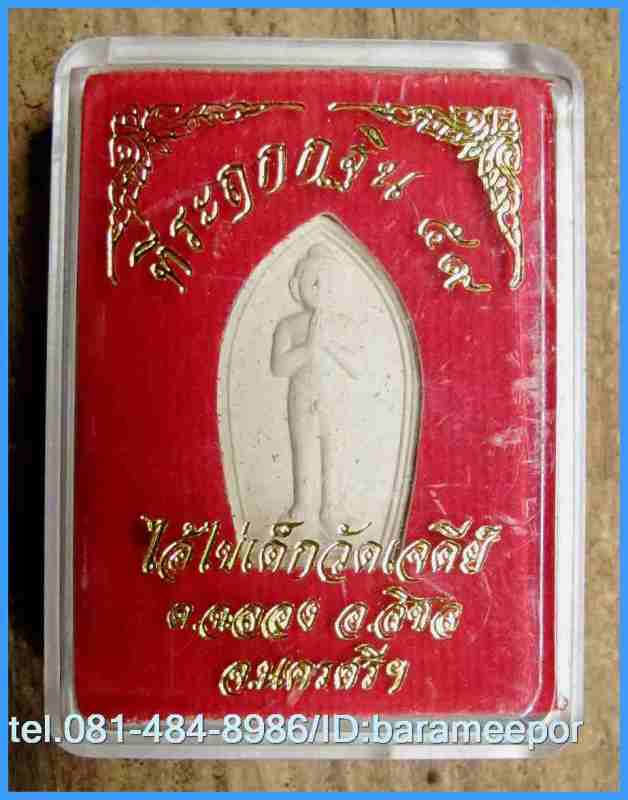 ที่ระฤกกฐิน ๕๙
ไอ้ไข่เด็กวัดเจดีย์
ต.ฉลอง อ.สิชล
จ.นครศรีฯ
tel.081-484-8986/ID:barameepor